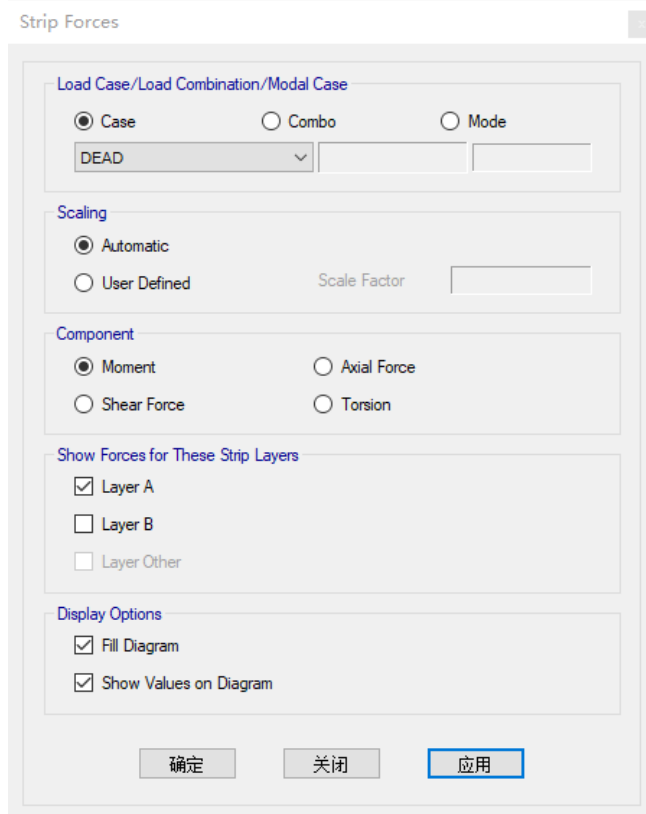 Strip Forces
Load Case/Load Combination/Modal Case
Case Combo Mode
DEAD
Scaling
Automatic
User Defined Scale Factor
Component
Moment Axial Force
Shear Force Torsion
Show Forces for These Strip Layers
Layer A
Layer B
Layer Other
Display Options
Fill Diagram
Show Values on Diagram
确定 关闭 应用